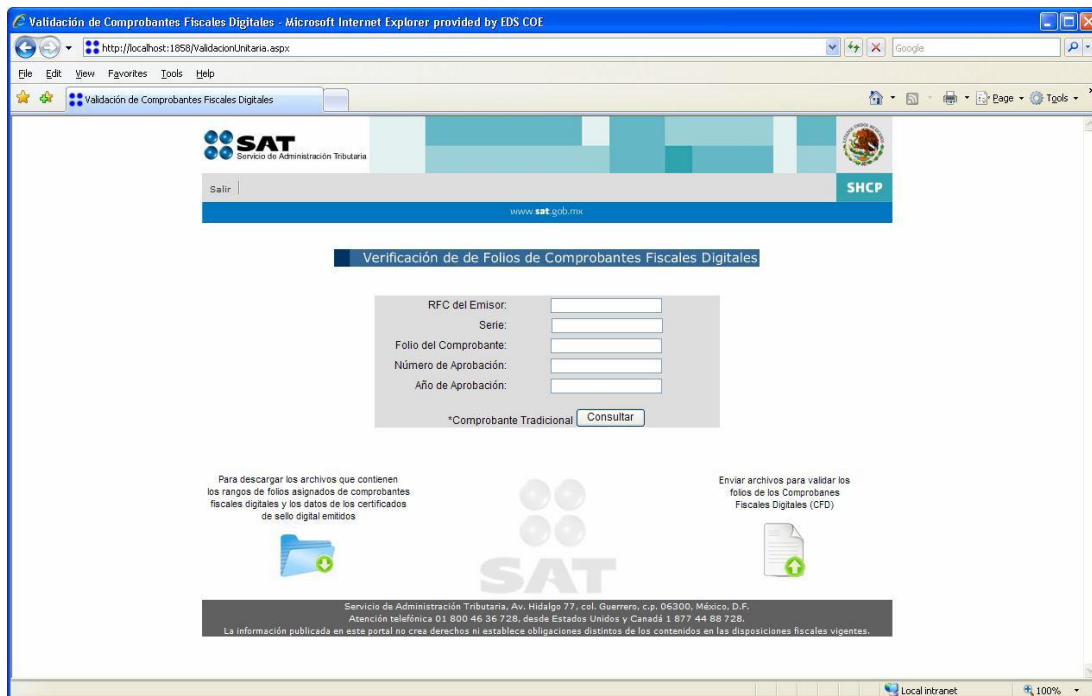 Validación de Comprobantes Fiscales Digitales - Microsoft Internet Explorer provided by EDS COE
http://localhost:1858/ValidacionUnitaria.aspx
Google
File Edit View Favorites Tools Help
Validación de Comprobantes Fiscales Digitales
Page Tools
SAT
Servicio de Administración Tributaria
Salir
SHCP
www.sat.gob.mx
Verificación de de Folios de Comprobantes Fiscales Digitales
RFC del Emisor:
Serie:
Folio del Comprobante:
Número de Aprobación:
Año de Aprobación:
*Comprobante Tradicional Consultar
Para descargar los archivos que contienen
los rangos de folios asignados de comprobantes
fiscales digitales y los datos de los certificados
de sello digital emitidos
Enviar archivos para validar los
folios de los Comprobanes
Fiscales Digitales (CFD)
SAT
Servicio de Administración Tributaria, Av. Hidalgo 77, col. Guerrero, c.p. 06300, México, D.F.
Atención telefónica 01 800 46 36 728, desde Estados Unidos y Canadá 1 877 44 88 728.
La información publicada en este portal no crea derechos ni establece obligaciones distintos de los contenidos en las disposiciones fiscales vigentes.
Local intranet
100%